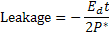 Leakage = − E_d t / 2P*